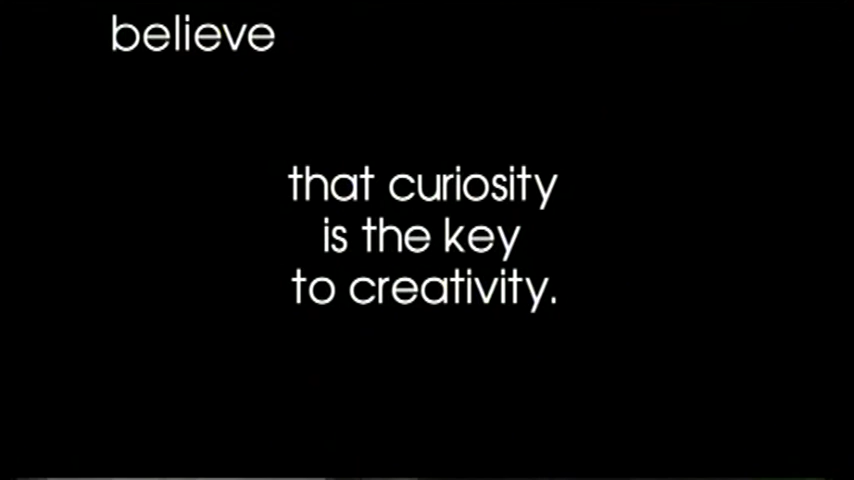 believe
that curiosity
is the key
to creativity.